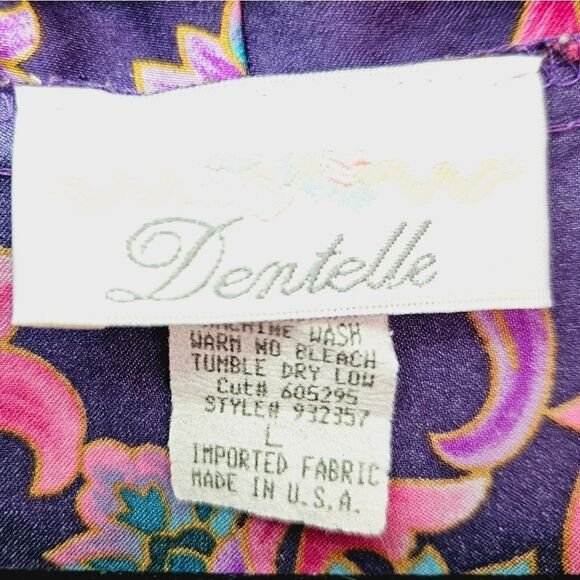 Dentelle
MACHINE WASH
WARM NO BLEACH
TUMBLE DRY LOW
Cut# 605295
STYLE# 932357
L
IMPORTED FABRIC
MADE IN U.S.A.